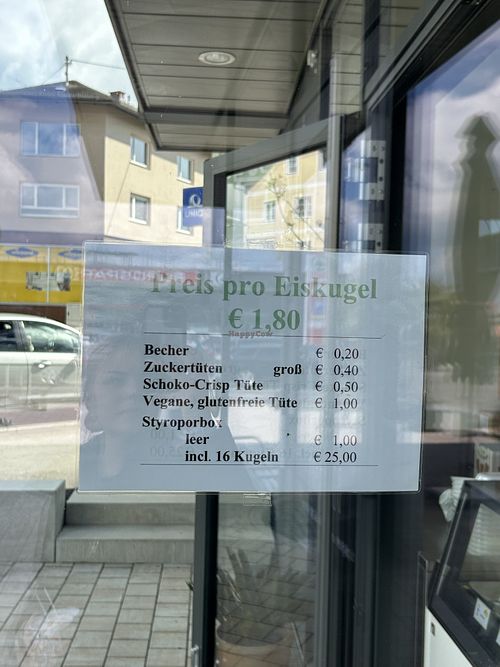 Preis pro Eiskugel
€ 1,80
HappyCow
Becher € 0,20
Zuckertüten groß € 0,40
Schoko-Crisp Tüte € 0,50
Vegane, glutenfreie Tüte € 1,00
Styroporbox
leer € 1,00
incl. 16 Kugeln € 25,00